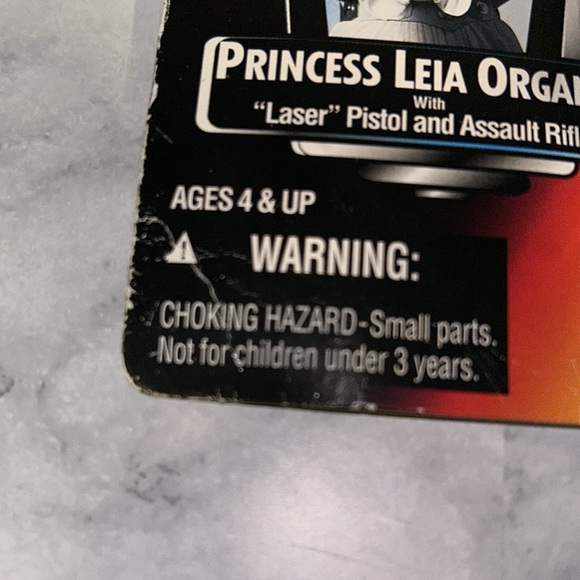 PRINCESS LEIA ORGA
With
"Laser" Pistol and Assault Rifl
AGES 4 & UP
WARNING:
CHOKING HAZARD-Small parts.
Not for children under 3 years.